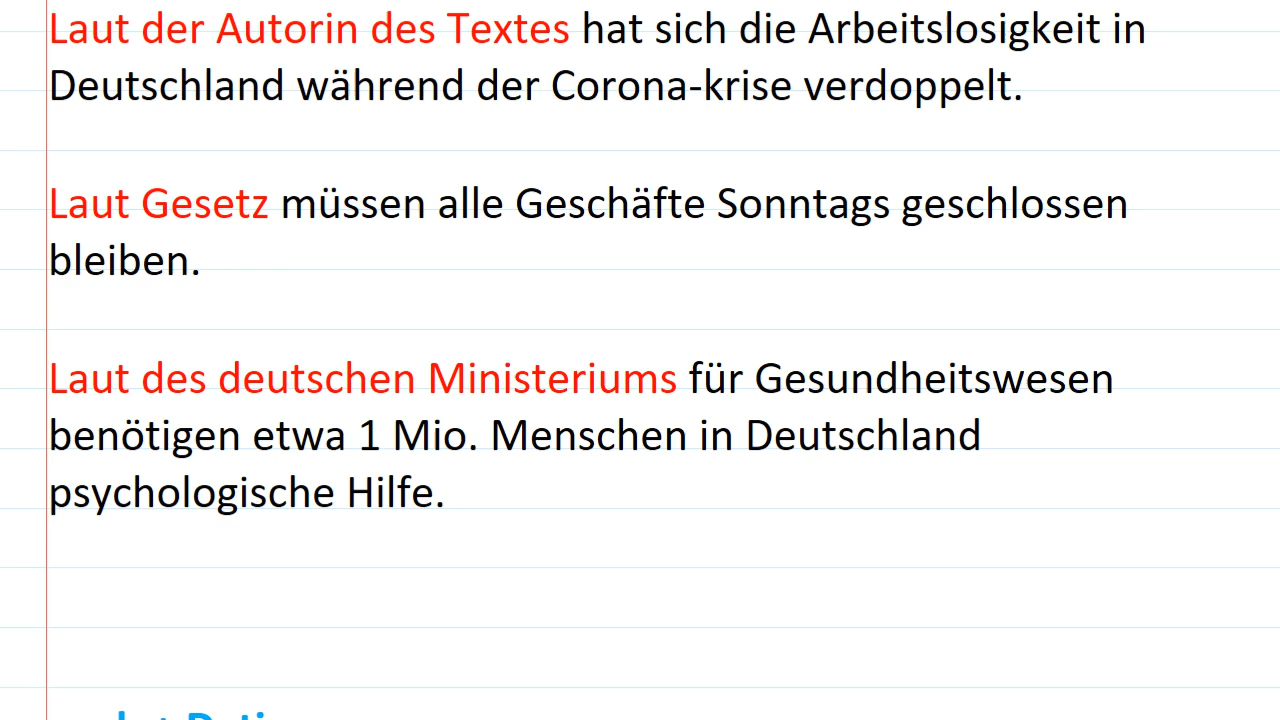 Laut der Autorin des Textes hat sich die Arbeitslosigkeit in
Deutschland während der Corona-krise verdoppelt.
Laut Gesetz müssen alle Geschäfte Sonntags geschlossen
bleiben.
Laut des deutschen Ministeriums für Gesundheitswesen
benötigen etwa 1 Mio. Menschen in Deutschland
psychologische Hilfe.